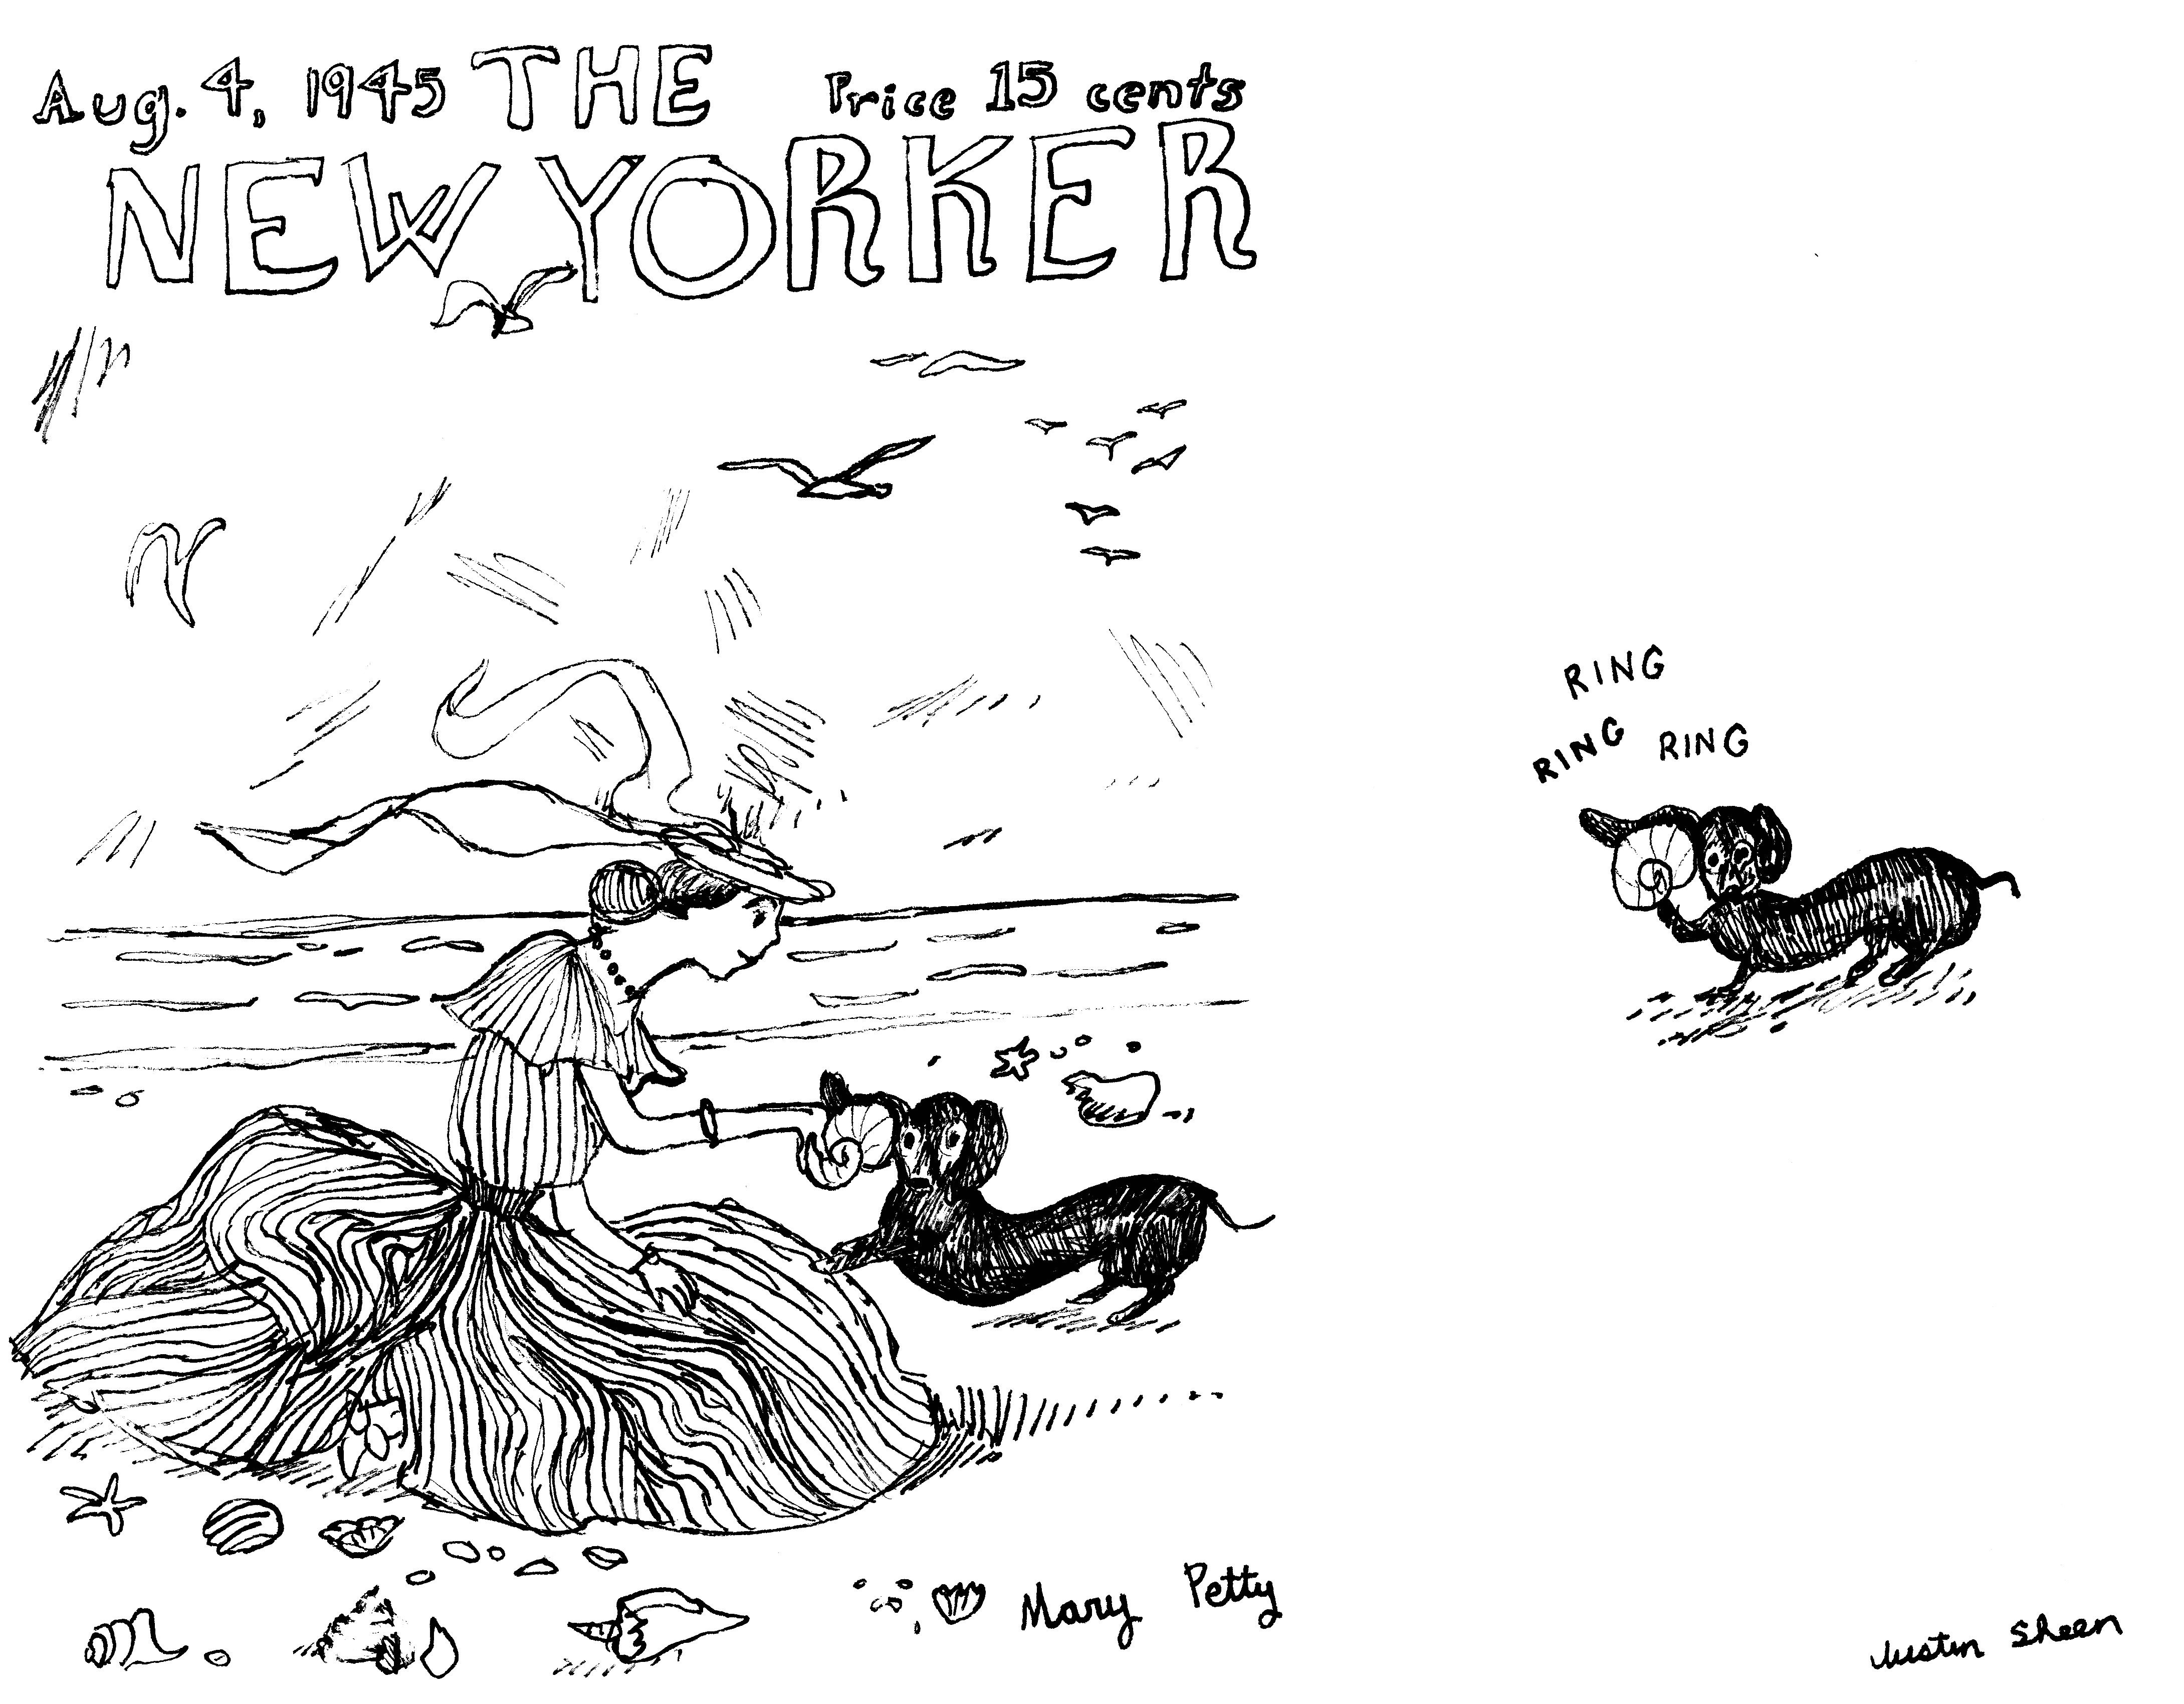 Aug. 4, 1945 THE Price 15 cents
NEW YORKER
RING
RING RING
Mary Petty
Justin Sheen